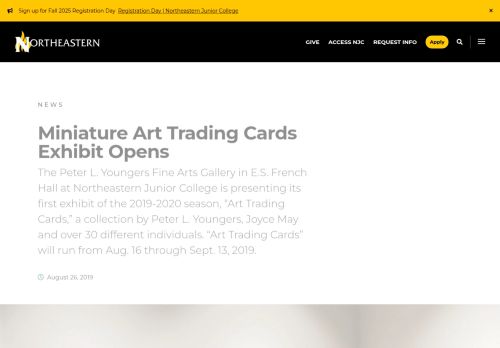 Sign up for Fall 2025 Registration Day Registration Day | Northeastern Junior College ×
NORTHEASTERN
GIVE ACCESS NJC REQUEST INFO Apply
NEWS
Miniature Art Trading Cards
Exhibit Opens
The Peter L. Youngers Fine Arts Gallery in E.S. French
Hall at Northeastern Junior College is presenting its
first exhibit of the 2019-2020 season, “Art Trading
Cards,” a collection by Peter L. Youngers, Joyce May
and over 30 different individuals. “Art Trading Cards”
will run from Aug. 16 through Sept. 13, 2019.
August 26, 2019